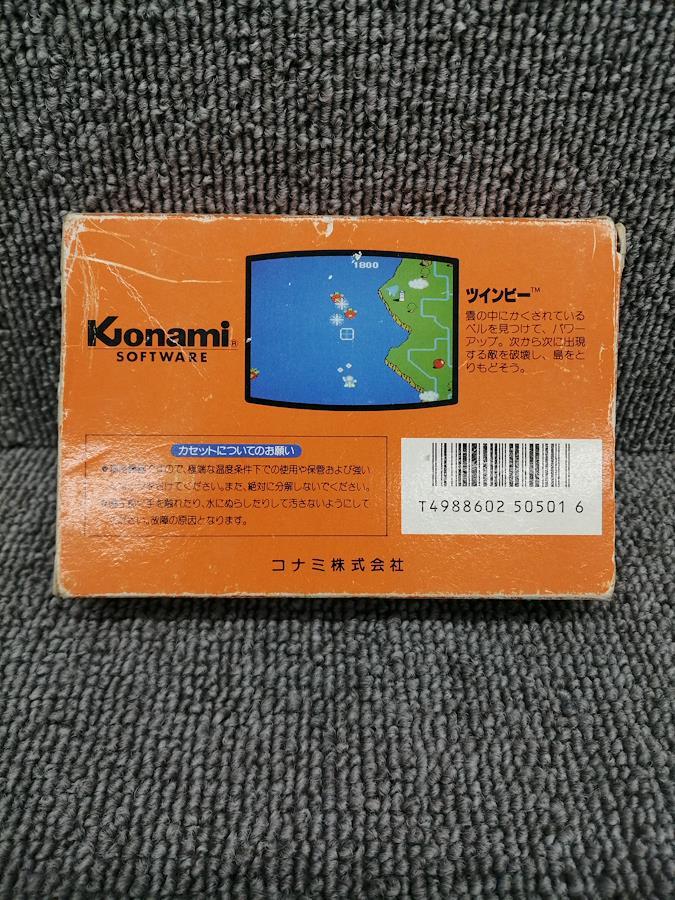 1800
Konami®
SOFTWARE
ツインビー™
雲の中にかくされている
ベルを見つけて、パワー
アップ。次から次に出現
する敵を破壊し、島をと
りもどそう。
カセットについてのお願い
ので、極端な温度条件下での使用や保管および強い
けてください。また、絶対に分解しないでください。
手を触れたり、水にぬらしたりして汚さないようにして
ください。故障の原因となります。
T4988602 50501 6
コナミ株式会社